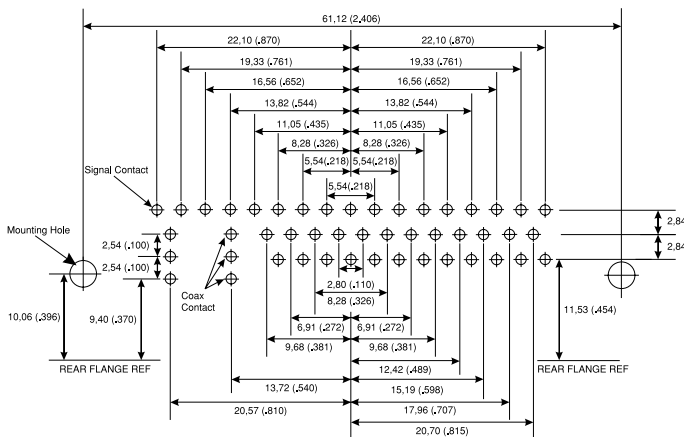 61,12 (2,406)
22,10 (.870) 22,10 (.870)
19,33 (.761) 19,33 (.761)
16,56 (.652) 16,56 (.652)
13,82 (.544) 13,82 (.544)
11,05 (.435) 11,05 (.435)
8,28 (.326) 8,28 (.326)
5,54(.218) 5,54(.218)
Signal Contact
5,54(.218)
2,84
Mounting Hole
2,54 (.100)
2,84
2,54 (.100)
Coax
Contact
2,80 (.110)
8,28 (.326)
11,53 (.454)
10,06 (.396)
9,40 (.370)
6,91 (.272) 6,91 (.272)
9,68 (.381) 9,68 (.381)
REAR FLANGE REF
12,42 (.489)
REAR FLANGE REF
13,72 (.540)
15,19 (.598)
20,57 (.810)
17,96 (.707)
20,70 (.815)